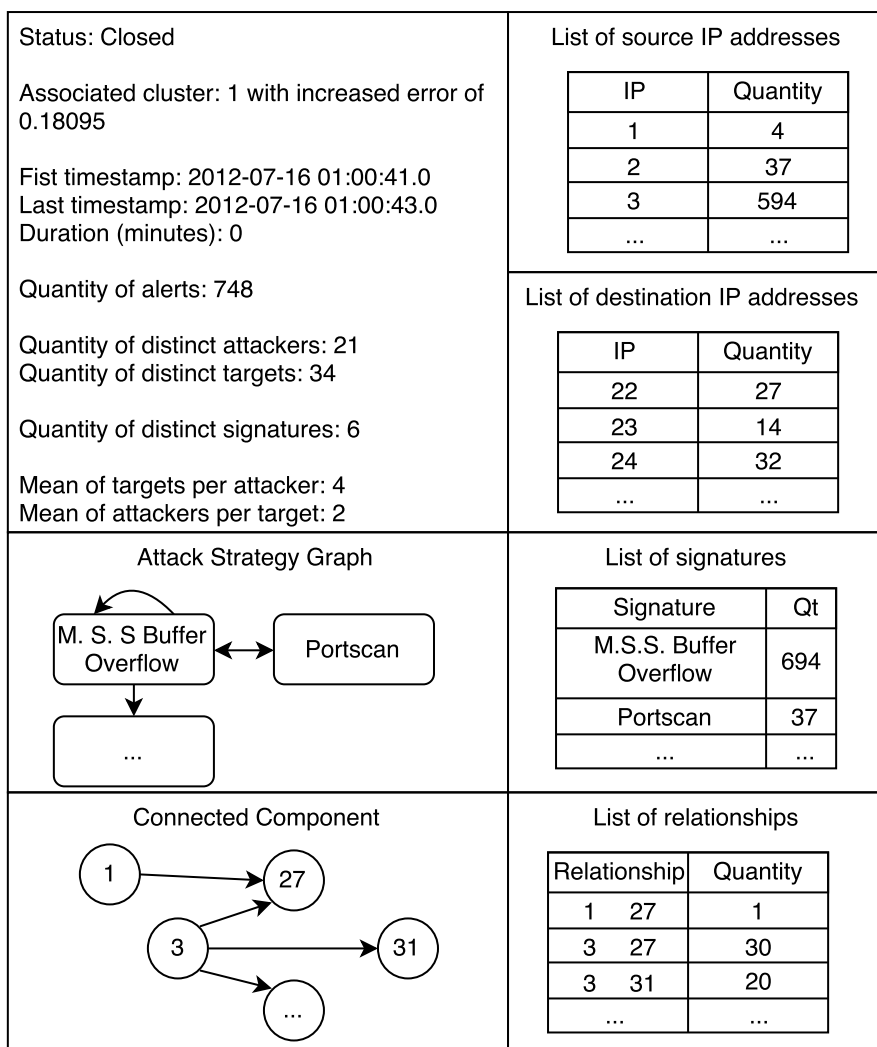 Status: Closed
Associated cluster: 1 with increased error of
0.18095
Fist timestamp: 2012-07-16 01:00:41.0
Last timestamp: 2012-07-16 01:00:43.0
Duration (minutes): 0
Quantity of alerts: 748
Quantity of distinct attackers: 21
Quantity of distinct targets: 34
Quantity of distinct signatures: 6
Mean of targets per attacker: 4
Mean of attackers per target: 2
List of source IP addresses
IP Quantity
1 4
2 37
3 594
... ...
List of destination IP addresses
IP Quantity
22 27
23 14
24 32
... ...
Attack Strategy Graph
M. S. S Buffer
Overflow
Portscan
...
List of signatures
Signature Qt
M.S.S. Buffer
Overflow 694
Portscan 37
... ...
Connected Component
1
27
3
31
...
List of relationships
Relationship Quantity
1 27 1
3 27 30
3 31 20
... ...